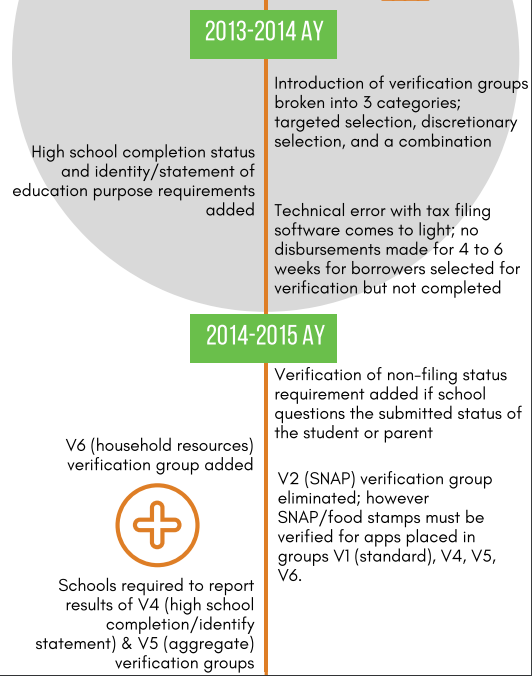 2013-2014 AY
Introduction of verification groups
broken into 3 categories;
targeted selection, discretionary
selection, and a combination
High school completion status
and identity/statement of
education purpose requirements
added
Technical error with tax filing
software comes to light; no
disbursements made for 4 to 6
weeks for borrowers selected for
verification but not completed
2014-2015 AY
Verification of non-filing status
requirement added if school
questions the submitted status of
the student or parent
V6 (household resources)
verification group added
V2 (SNAP) verification group
eliminated; however
SNAP/food stamps must be
verified for apps placed in
groups V1 (standard), V4, V5,
V6.
Schools required to report
results of V4 (high school
completion/identify
statement) & V5 (aggregate)
verification groups